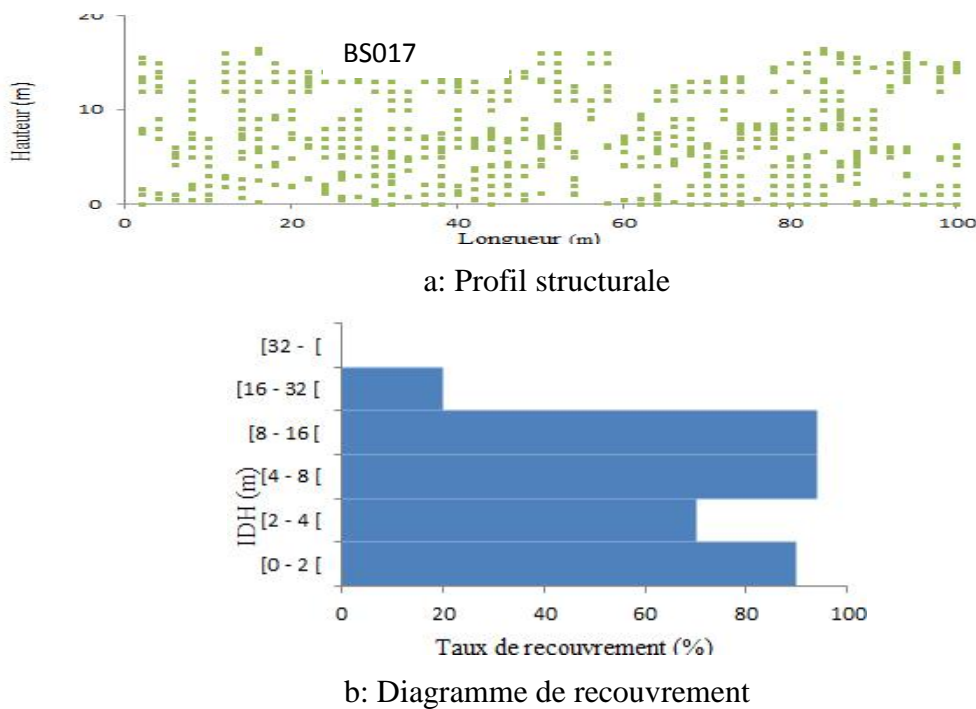 20
BS017
Hauteur (m)
10
0
0 20 40 60 80 100
Longueur (m)
a: Profil structurale
[32 - [
[16 - 32 [
[8 - 16 [
[4 - 8 [
[2 - 4 [
[0 - 2 [
IDH (m)
0 20 40 60 80 100
Taux de recouvrement (%)
b: Diagramme de recouvrement